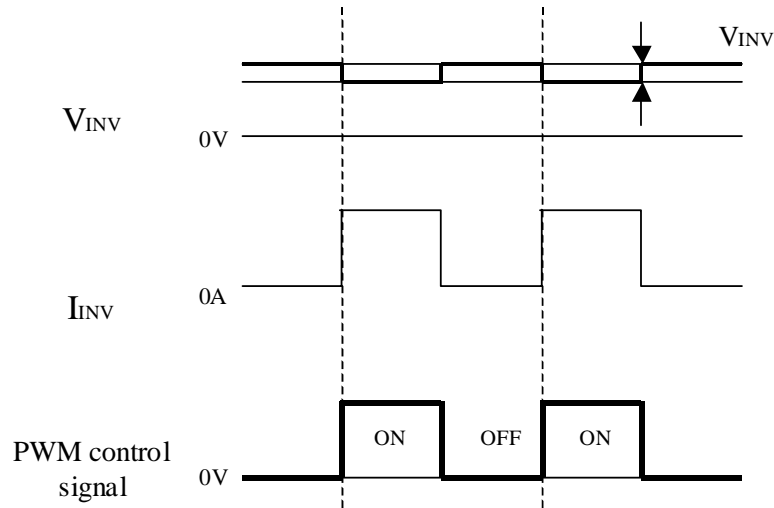 VINV
VINV
0V
0A
IINV
ON
OFF
ON
PWM control
signal
0V